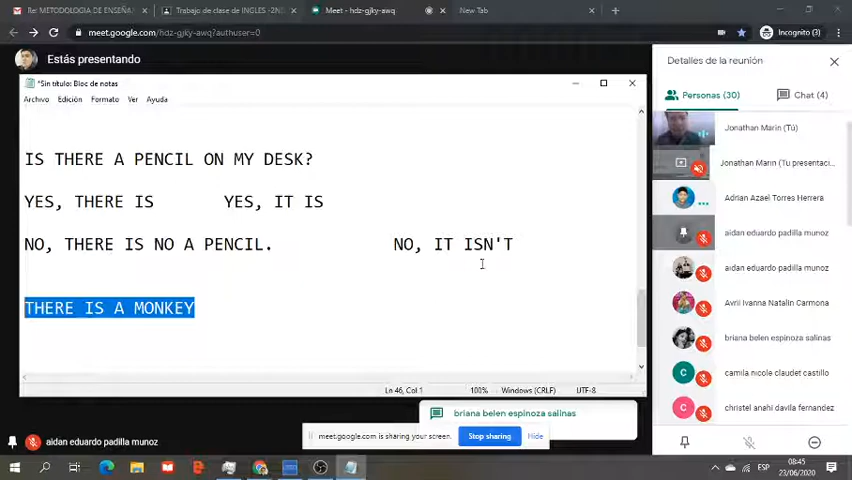 Re: METODOLOGIA DE ENSEÑA
Trabajo de clase de INGLES -2ND
Meet - hdz-gjky-awq
New Tab
meet.google.com/hdz-gjky-awq?authuser=0
Incógnito (3)
Estás presentando
*Sin título: Bloc de notas
Archivo Edición Formato Ver Ayuda
IS THERE A PENCIL ON MY DESK?
YES, THERE IS YES, IT IS
NO, THERE IS NO A PENCIL. NO, IT ISN'T
THERE IS A MONKEY
Ln 46, Col 1 100% Windows (CRLF) UTF-8
briana belen espinoza salinas
aidan eduardo padilla munoz
meet.google.com is sharing your screen.
Stop sharing
Hide
Detalles de la reunión
Personas (30)
Chat (4)
Jonathan Marin (Tú)
Jonathan Marin (Tu presentaci...
Adrian Azael Torres Herrera
aidan eduardo padilla munoz
aidan eduardo padilla munoz
Avril Ivanna Natalin Carmona
briana belen espinoza salinas
C camila nicole claudet castillo
C christel anahi davila fernandez
ESP
08:45
23/06/2020